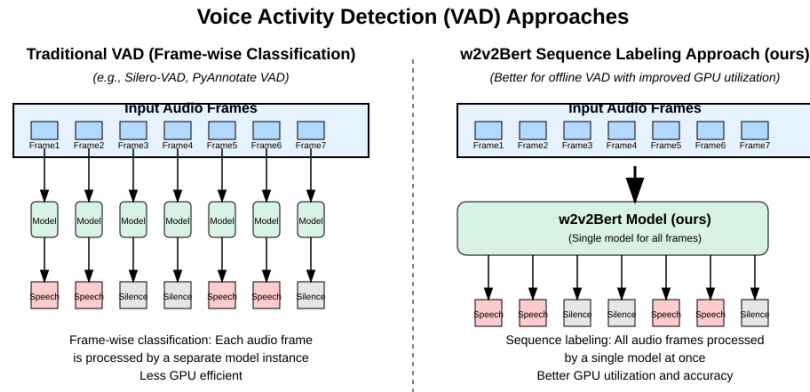 Voice Activity Detection (VAD) Approaches
Traditional VAD (Frame-wise Classification)
(e.g., Silero-VAD, PyAnnotate VAD)
Input Audio Frames
Frame1 Frame2 Frame3 Frame4 Frame5 Frame6 Frame7
Model Model Model Model Model Model Model
Speech Speech Silence Silence Speech Speech Silence
Frame-wise classification: Each audio frame
is processed by a separate model instance
Less GPU efficient
w2v2Bert Sequence Labeling Approach (ours)
(Better for offline VAD with improved GPU utilization)
Input Audio Frames
Frame1 Frame2 Frame3 Frame4 Frame5 Frame6 Frame7
w2v2Bert Model (ours)
(Single model for all frames)
Speech Speech Silence Silence Speech Speech Silence
Sequence labeling: All audio frames processed
by a single model at once
Better GPU utilization and accuracy